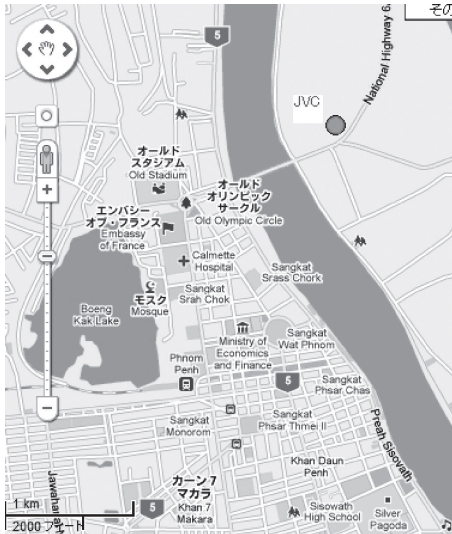 その
5
National Highway 6
JVC
オールド
スタジアム
Old Stadium
オールド
オリンピック
サークル
Old Olympic Circle
エンバシー
オブ・フランス
Embassy
of France
Calmette
Hospital
Sangkat
Srass Chork
Sangkat
Srah Chok
モスク
Mosque
Boeng
Kak Lake
Ministry of
Economics
and Finance
Sangkat
Wat Phnom
Phnom
Penh
5
Sangkat
Phsar Chas
Sangkat
Monorom
Sangkat
Phsar Thmei II
Preah Sisovath
Khan Daun
Penh
カーン 7
マカラ
Khan 7
Makara
5
Sisowath
High School
Silver
Pagoda
1 km
2000 フィート